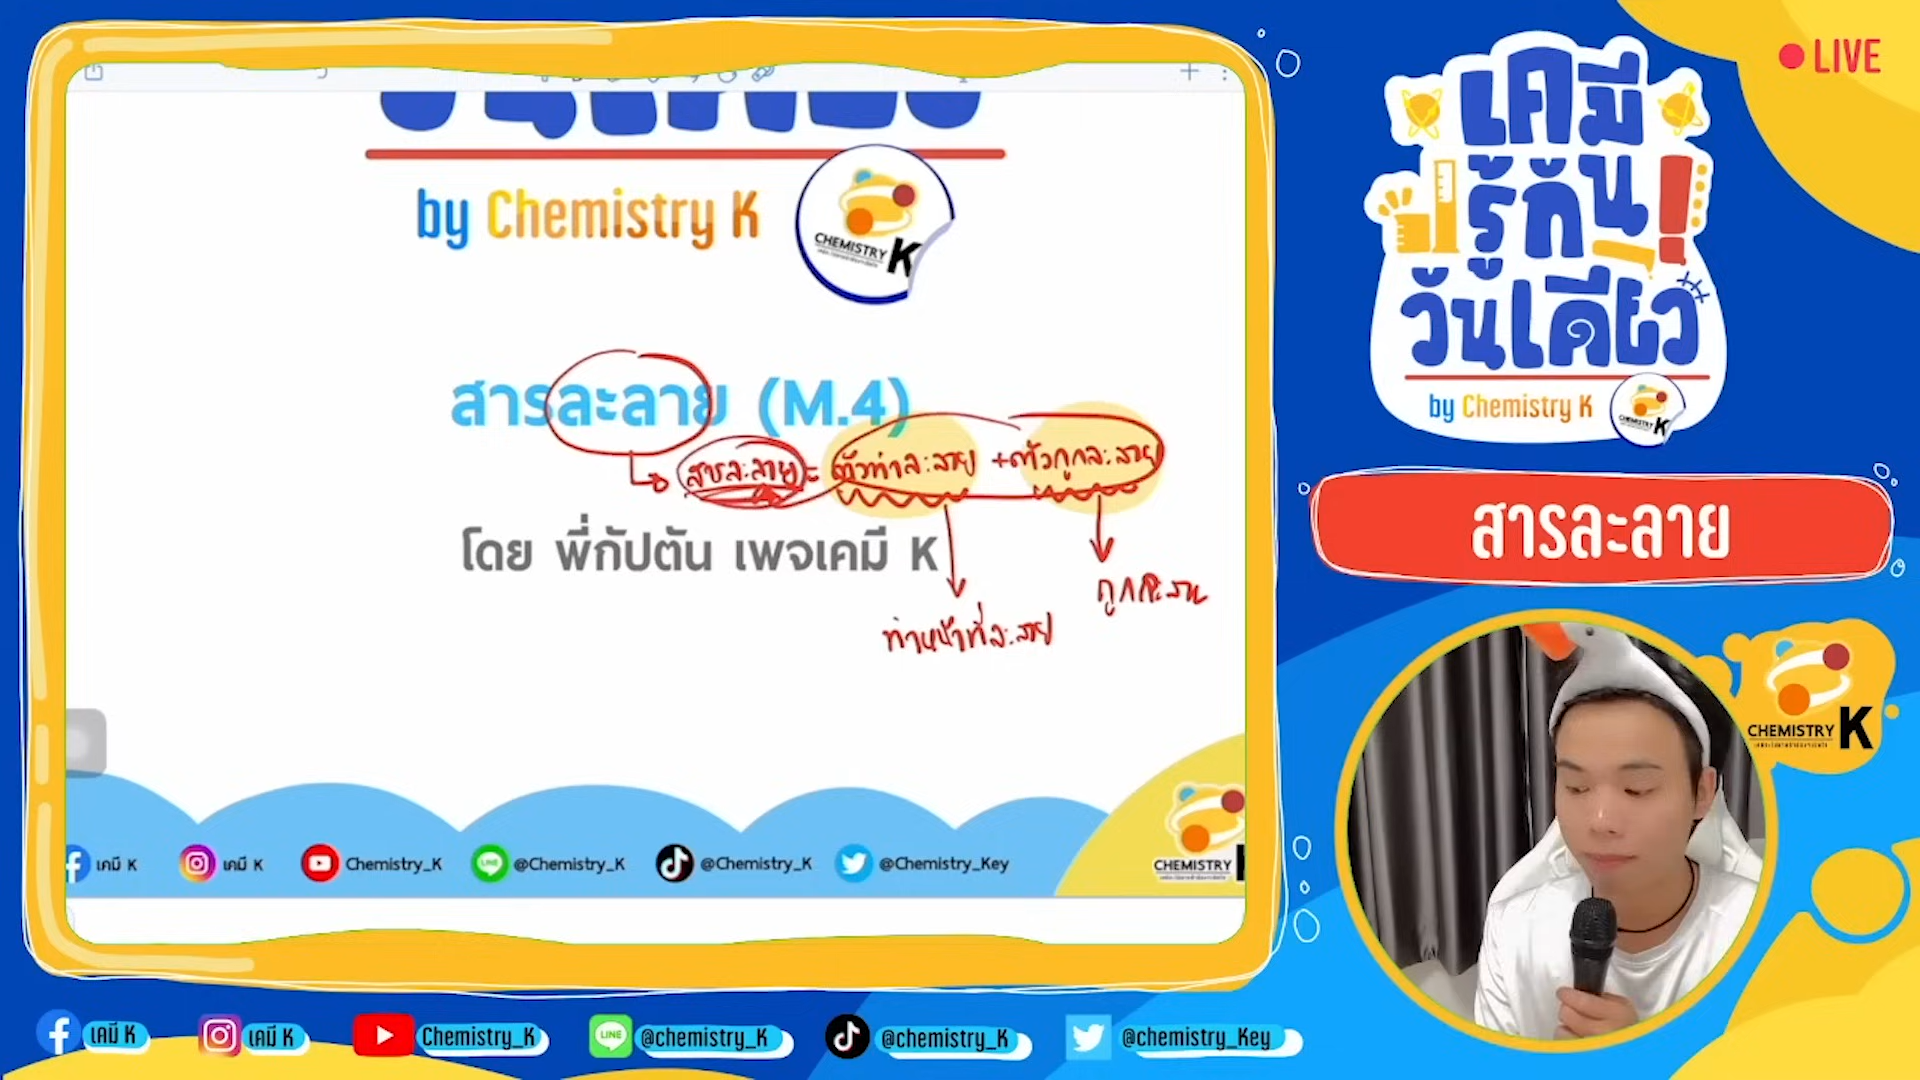 by Chemistry K
CHEMISTRY K
สารละลาย (M.4)
สารละลาย = ตัวทำละลาย + ตัวถูกละลาย
โดย พี่กัปตัน เพจเคมี K
ถูกละลาย
ทำหน้าที่ละลาย
เคมี K
เคมี K
Chemistry_K
@Chemistry_K
@Chemistry_K
@Chemistry_Key
CHEMISTRY K
LIVE
เคมี
รู้กัน!
วันเดียว
by Chemistry K
CHEMISTRY K
สารละลาย
CHEMISTRY K
เคมี K
เคมี K
Chemistry_K
LINE
@chemistry_K
@chemistry_K
@chemistry_Key